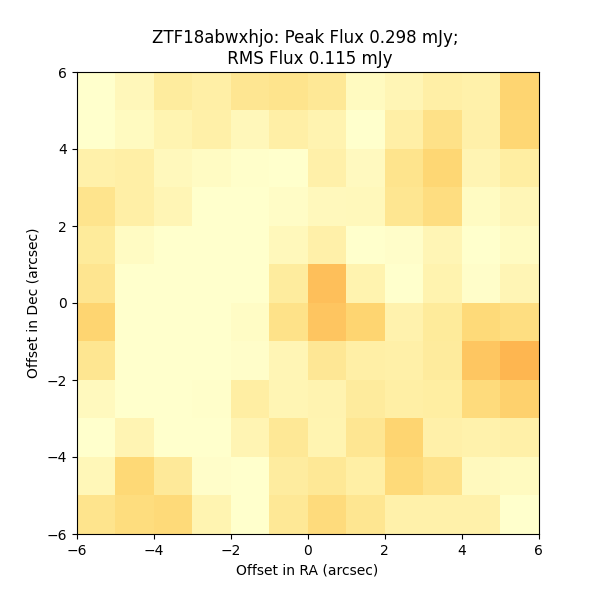 ZTF18abwxhjo: Peak Flux 0.298 mJy;
RMS Flux 0.115 mJy
6
4
2
0
−2
−4
−6
Offset in Dec (arcsec)
−6 −4 −2 0 2 4 6
Offset in RA (arcsec)